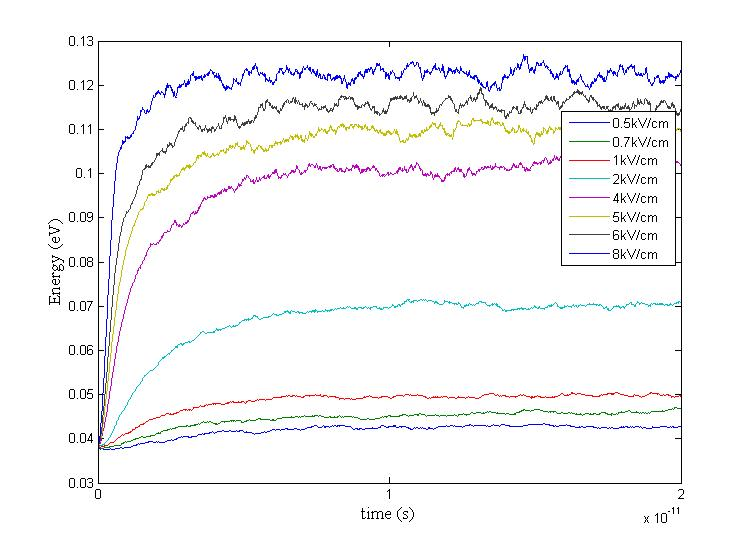 0.13
0.12
0.11
0.1
0.09
0.08
0.07
0.06
0.05
0.04
0.03
Energy (eV)
0.5kV/cm
0.7kV/cm
1kV/cm
2kV/cm
4kV/cm
5kV/cm
6kV/cm
8kV/cm
0 1 2
time (s)
x 10⁻¹¹